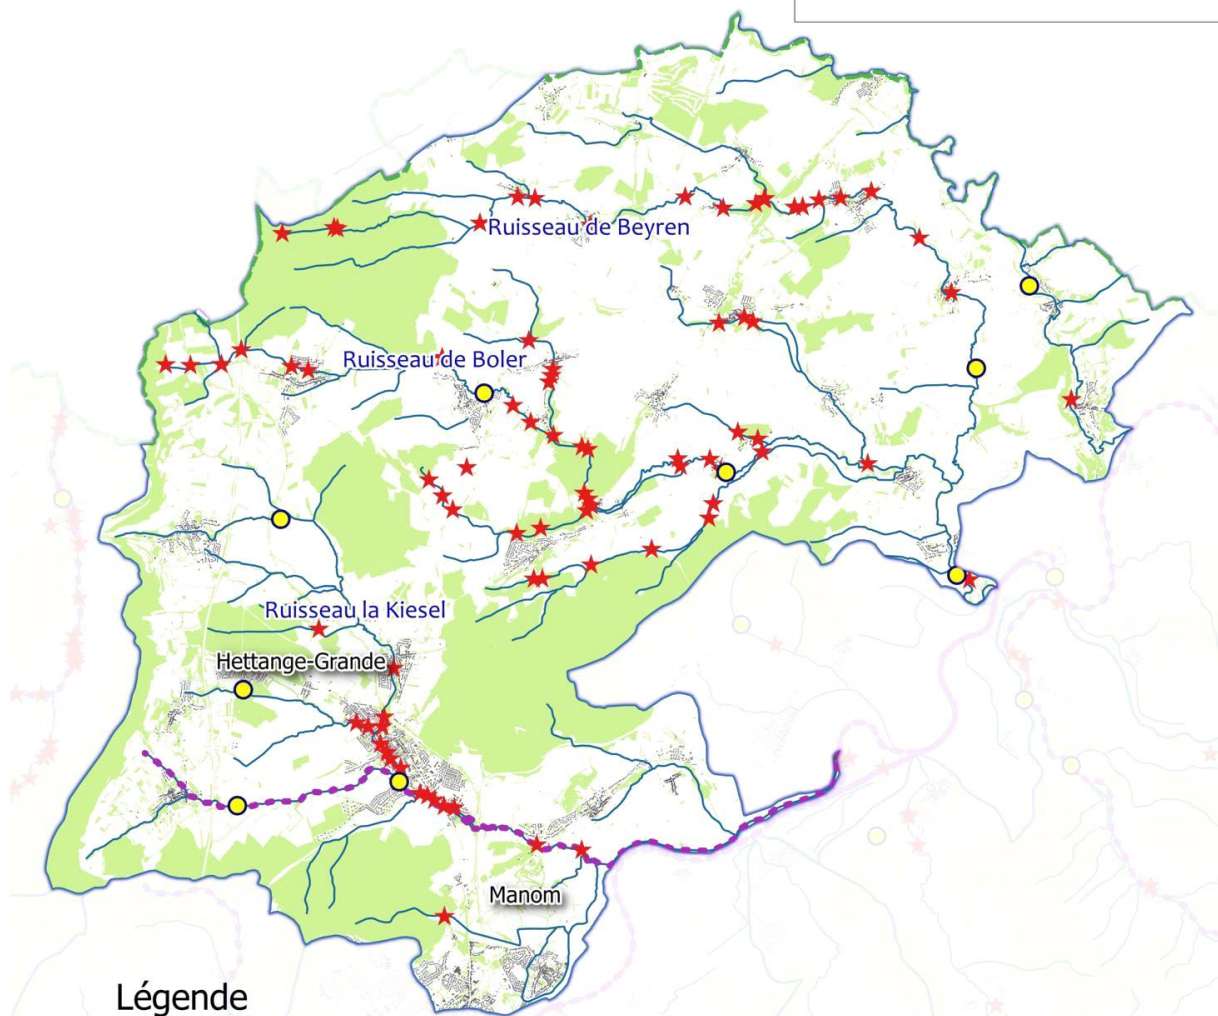 Ruisseau de Beyren
Ruisseau de Boler
Ruisseau la Kiesel
Hettange-Grande
Manom
Légende